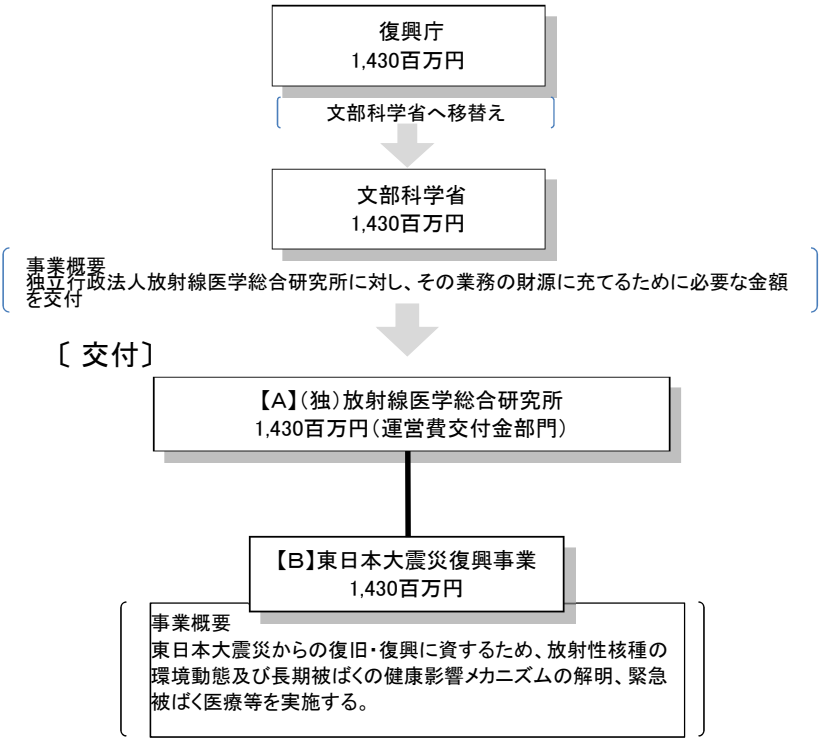 復興庁
1,430百万円
文部科学省へ移替え
文部科学省
1,430百万円
事業概要
独立行政法人放射線医学総合研究所に対し、その業務の財源に充てるために必要な金額
を交付
〔 交付〕
【A】（独）放射線医学総合研究所
1,430百万円（運営費交付金部門）
【B】東日本大震災復興事業
1,430百万円
事業概要
東日本大震災からの復旧・復興に資するため、放射性核種の
環境動態及び長期被ばくの健康影響メカニズムの解明、緊急
被ばく医療等を実施する。